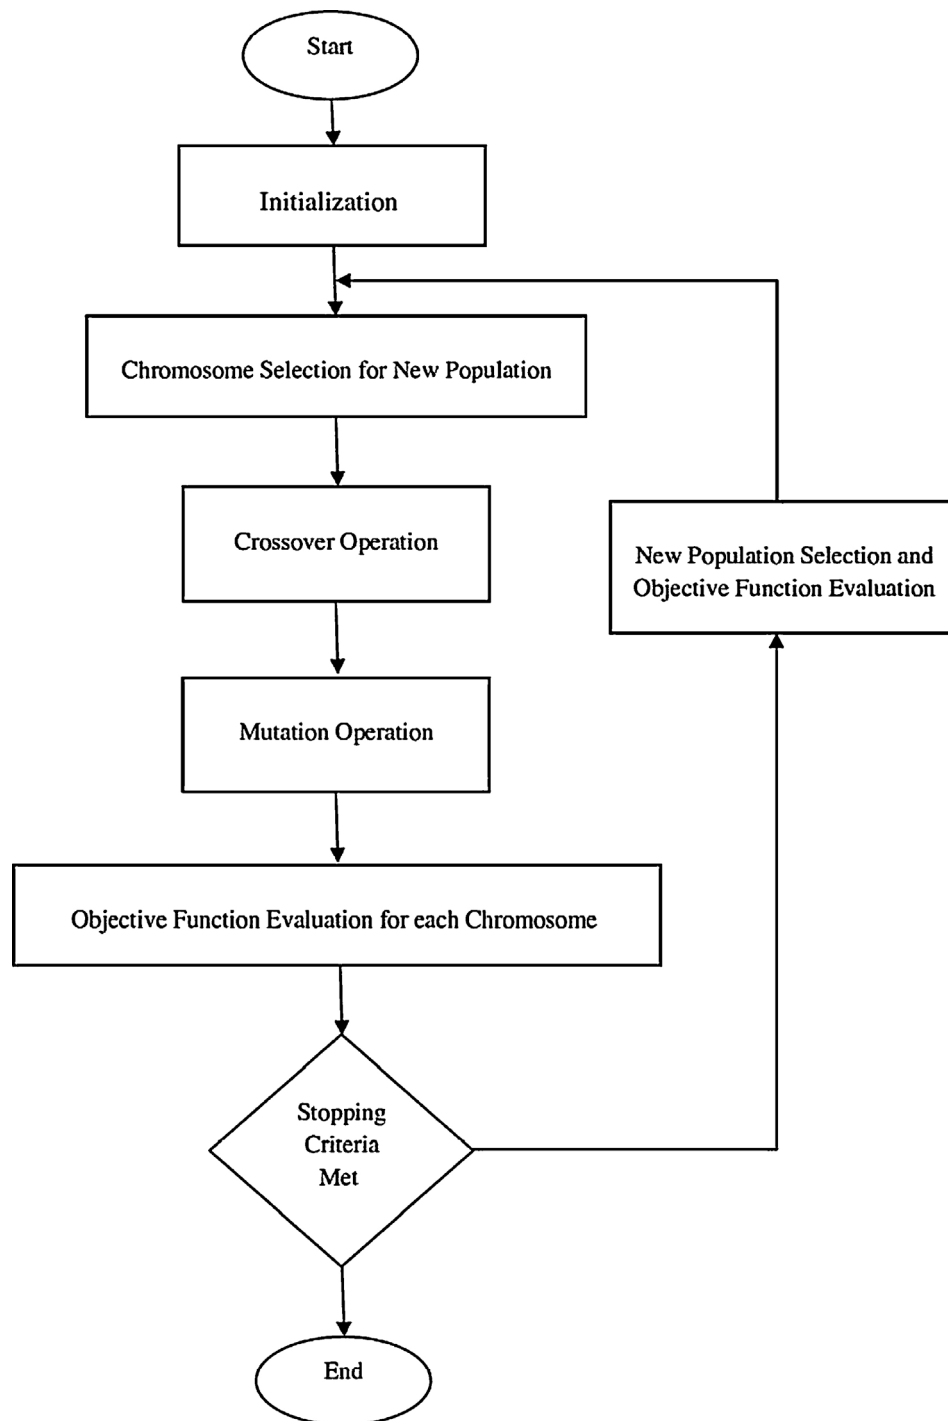 Start
Initialization
Chromosome Selection for New Population
Crossover Operation
New Population Selection and
Objective Function Evaluation
Mutation Operation
Objective Function Evaluation for each Chromosome
Stopping
Criteria
Met
End